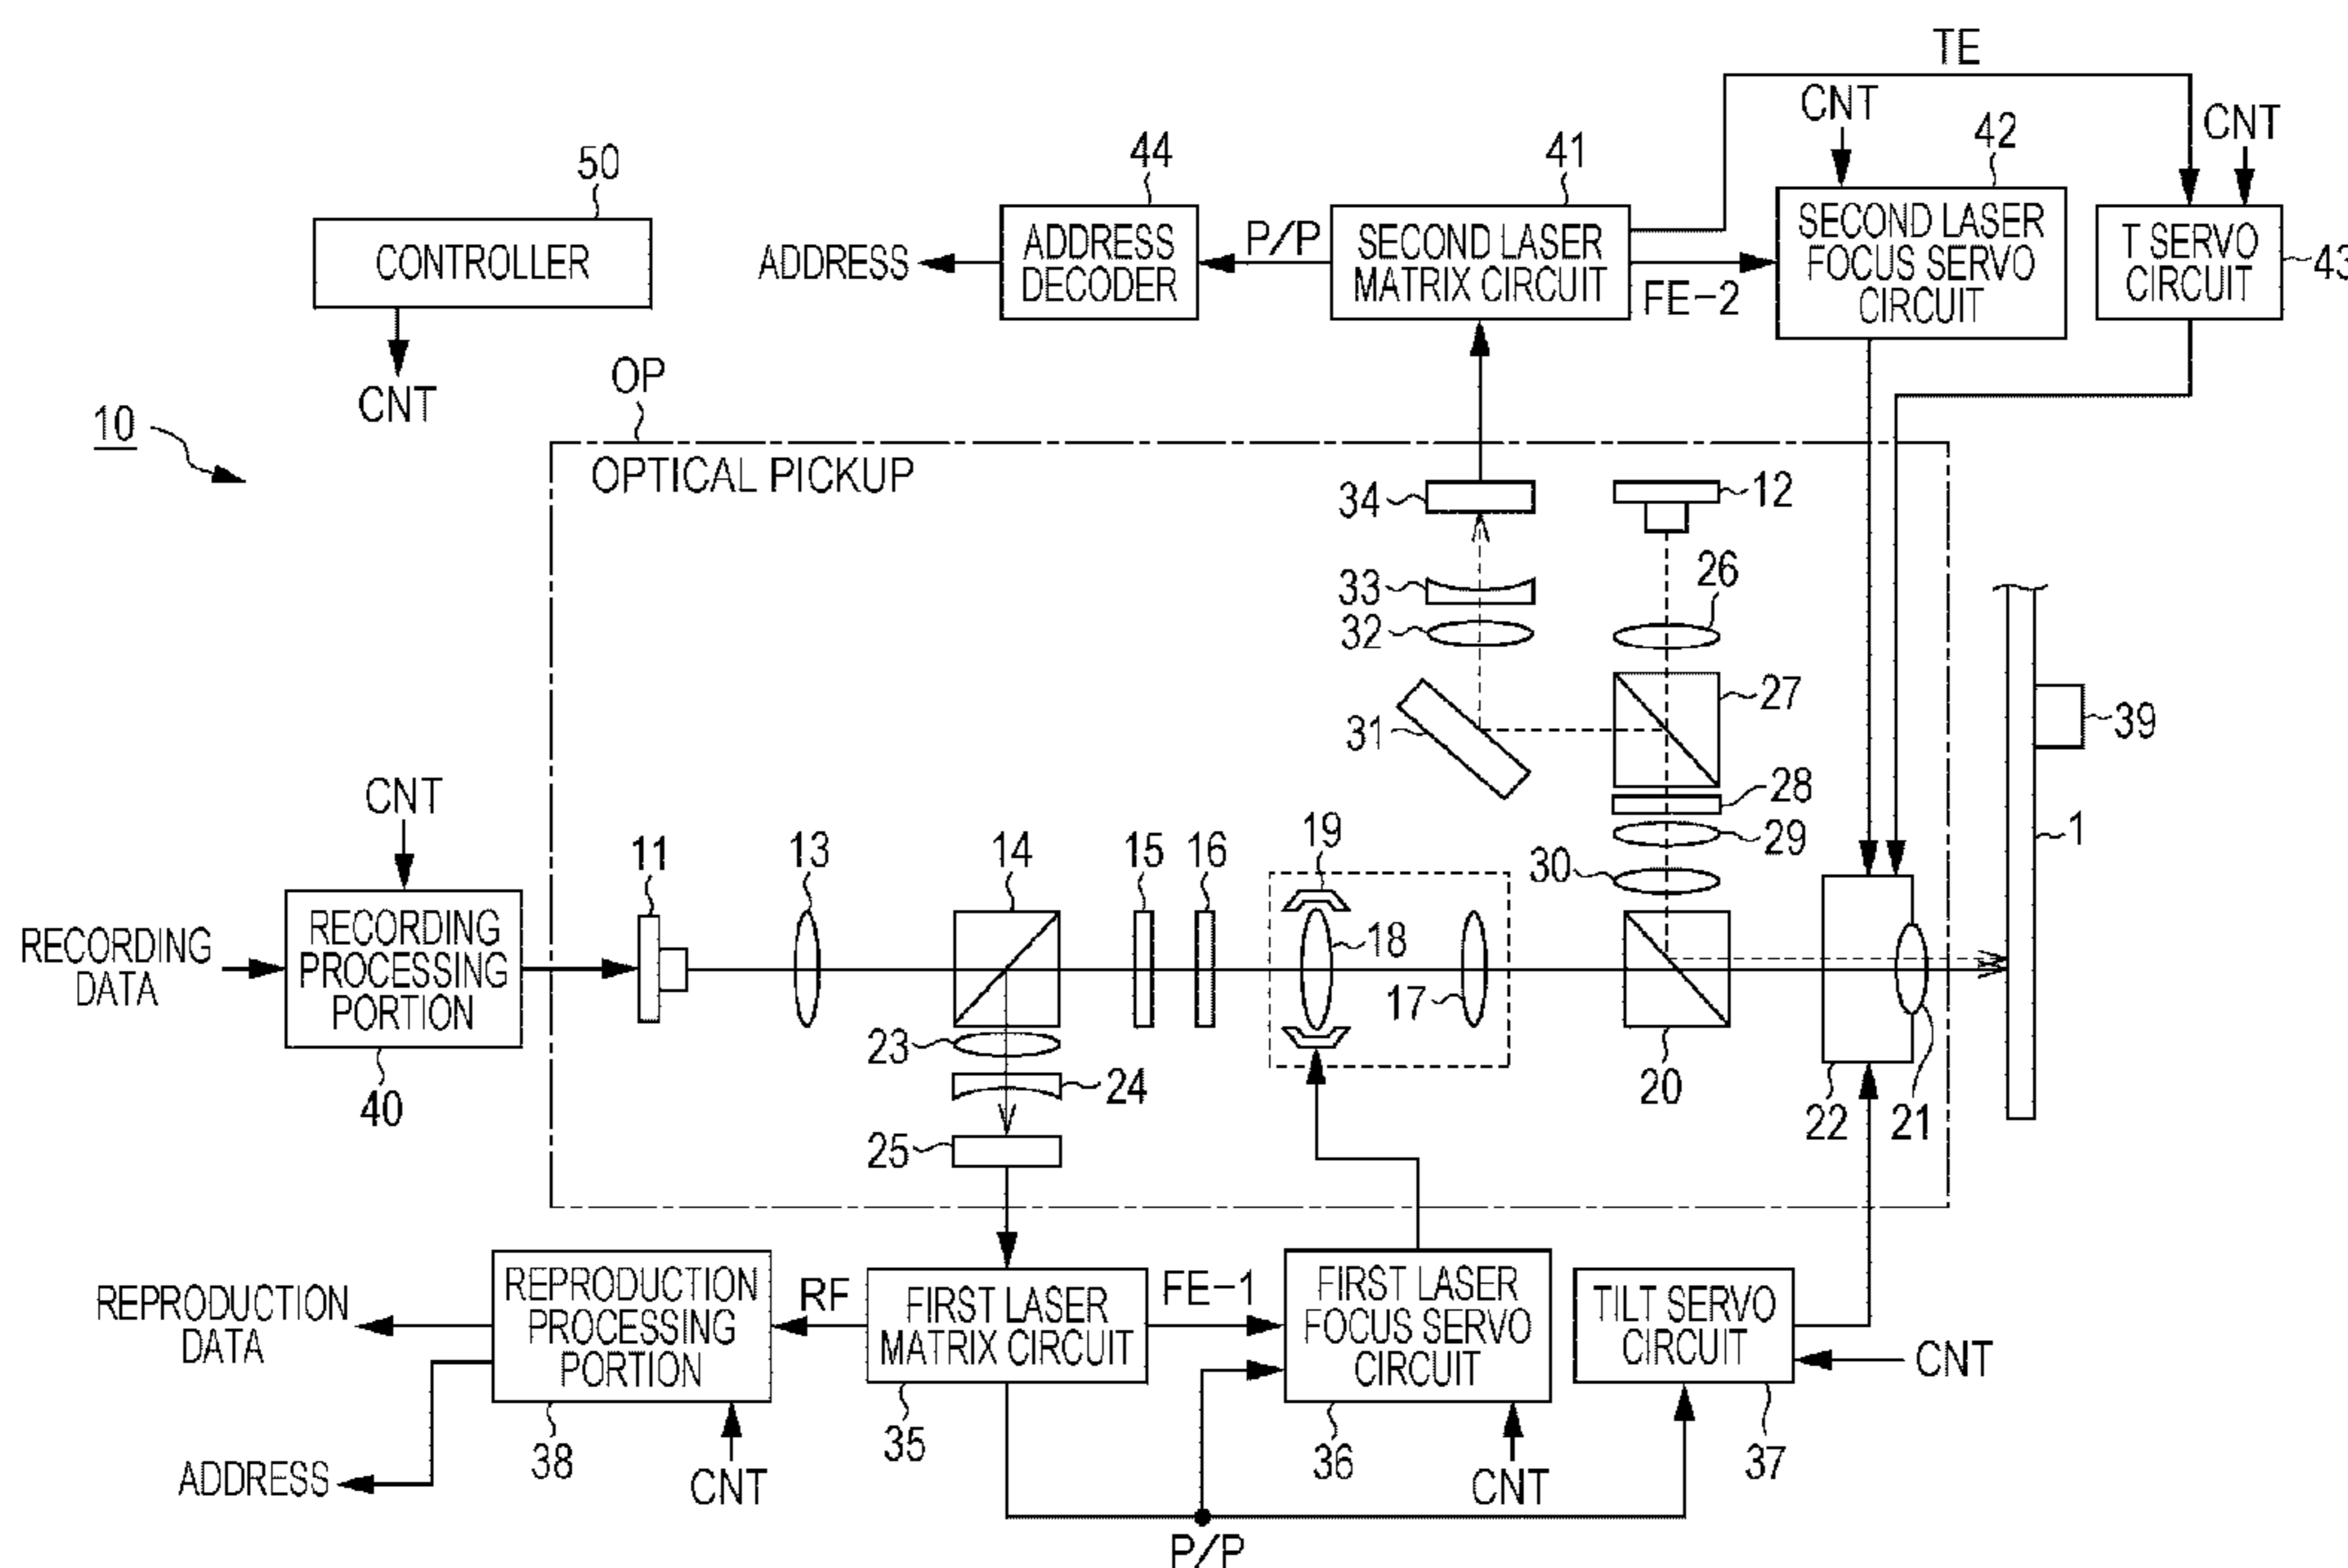 TE
CNT
42
CNT
44
41
50
CONTROLLER
ADDRESS
ADDRESS
DECODER
P/P
SECOND LASER
MATRIX CIRCUIT
FE-2
SECOND LASER
FOCUS SERVO
CIRCUIT
T SERVO
CIRCUIT
43
CNT
OP
10
OPTICAL PICKUP
34
12
33
26
32
27
31
39
28
CNT
11
13
14
15
16
19
29
1
30
RECORDING
DATA
RECORDING
PROCESSING
PORTION
18
17
23
24
40
20
22
21
25
REPRODUCTION
DATA
REPRODUCTION
PROCESSING
PORTION
RF
FIRST LASER
MATRIX CIRCUIT
FE-1
FIRST LASER
FOCUS SERVO
CIRCUIT
TILT SERVO
CIRCUIT
CNT
38
35
36
37
ADDRESS
CNT
CNT
P/P